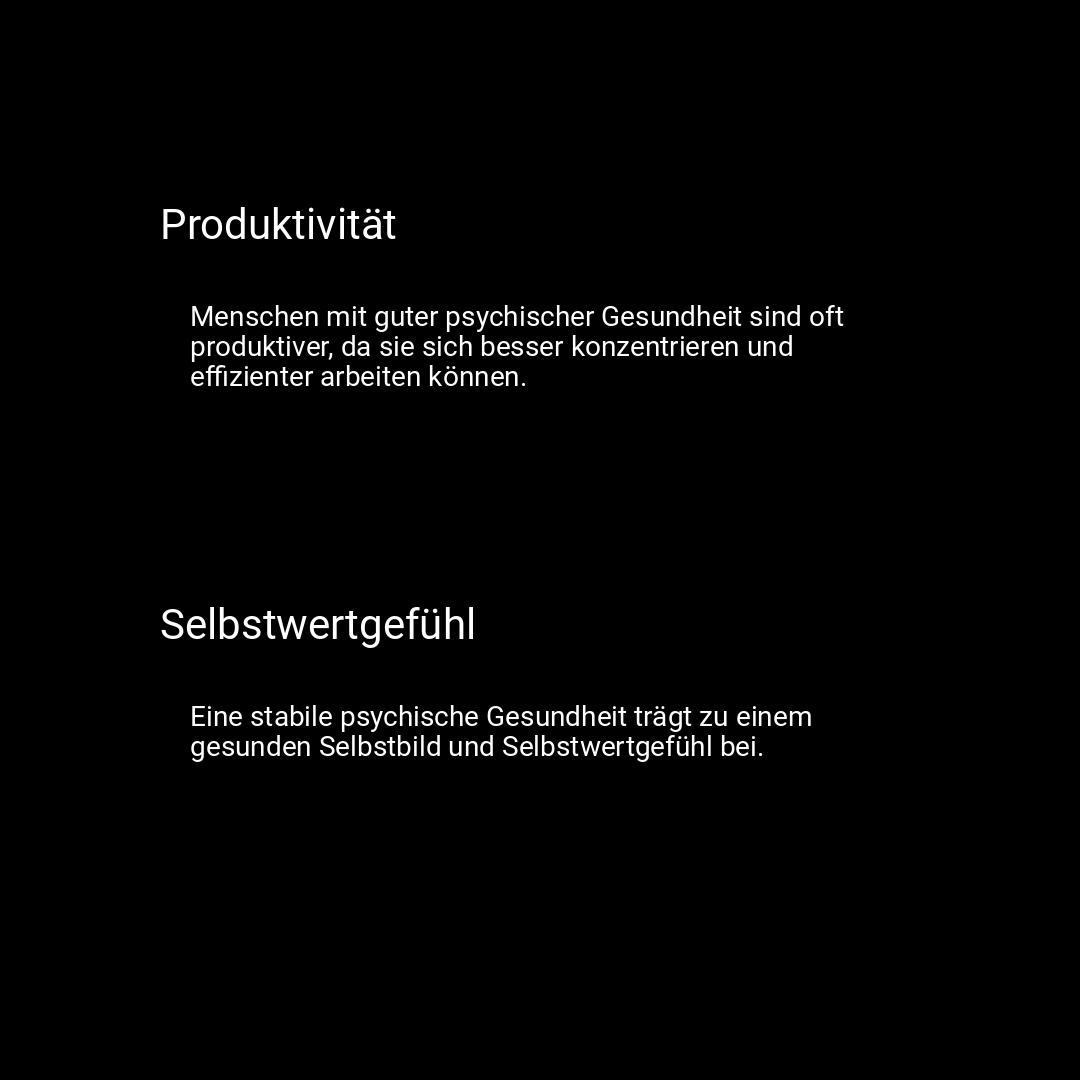 Produktivität
Menschen mit guter psychischer Gesundheit sind oft
produktiver, da sie sich besser konzentrieren und
effizienter arbeiten können.
Selbstwertgefühl
Eine stabile psychische Gesundheit trägt zu einem
gesunden Selbstbild und Selbstwertgefühl bei.